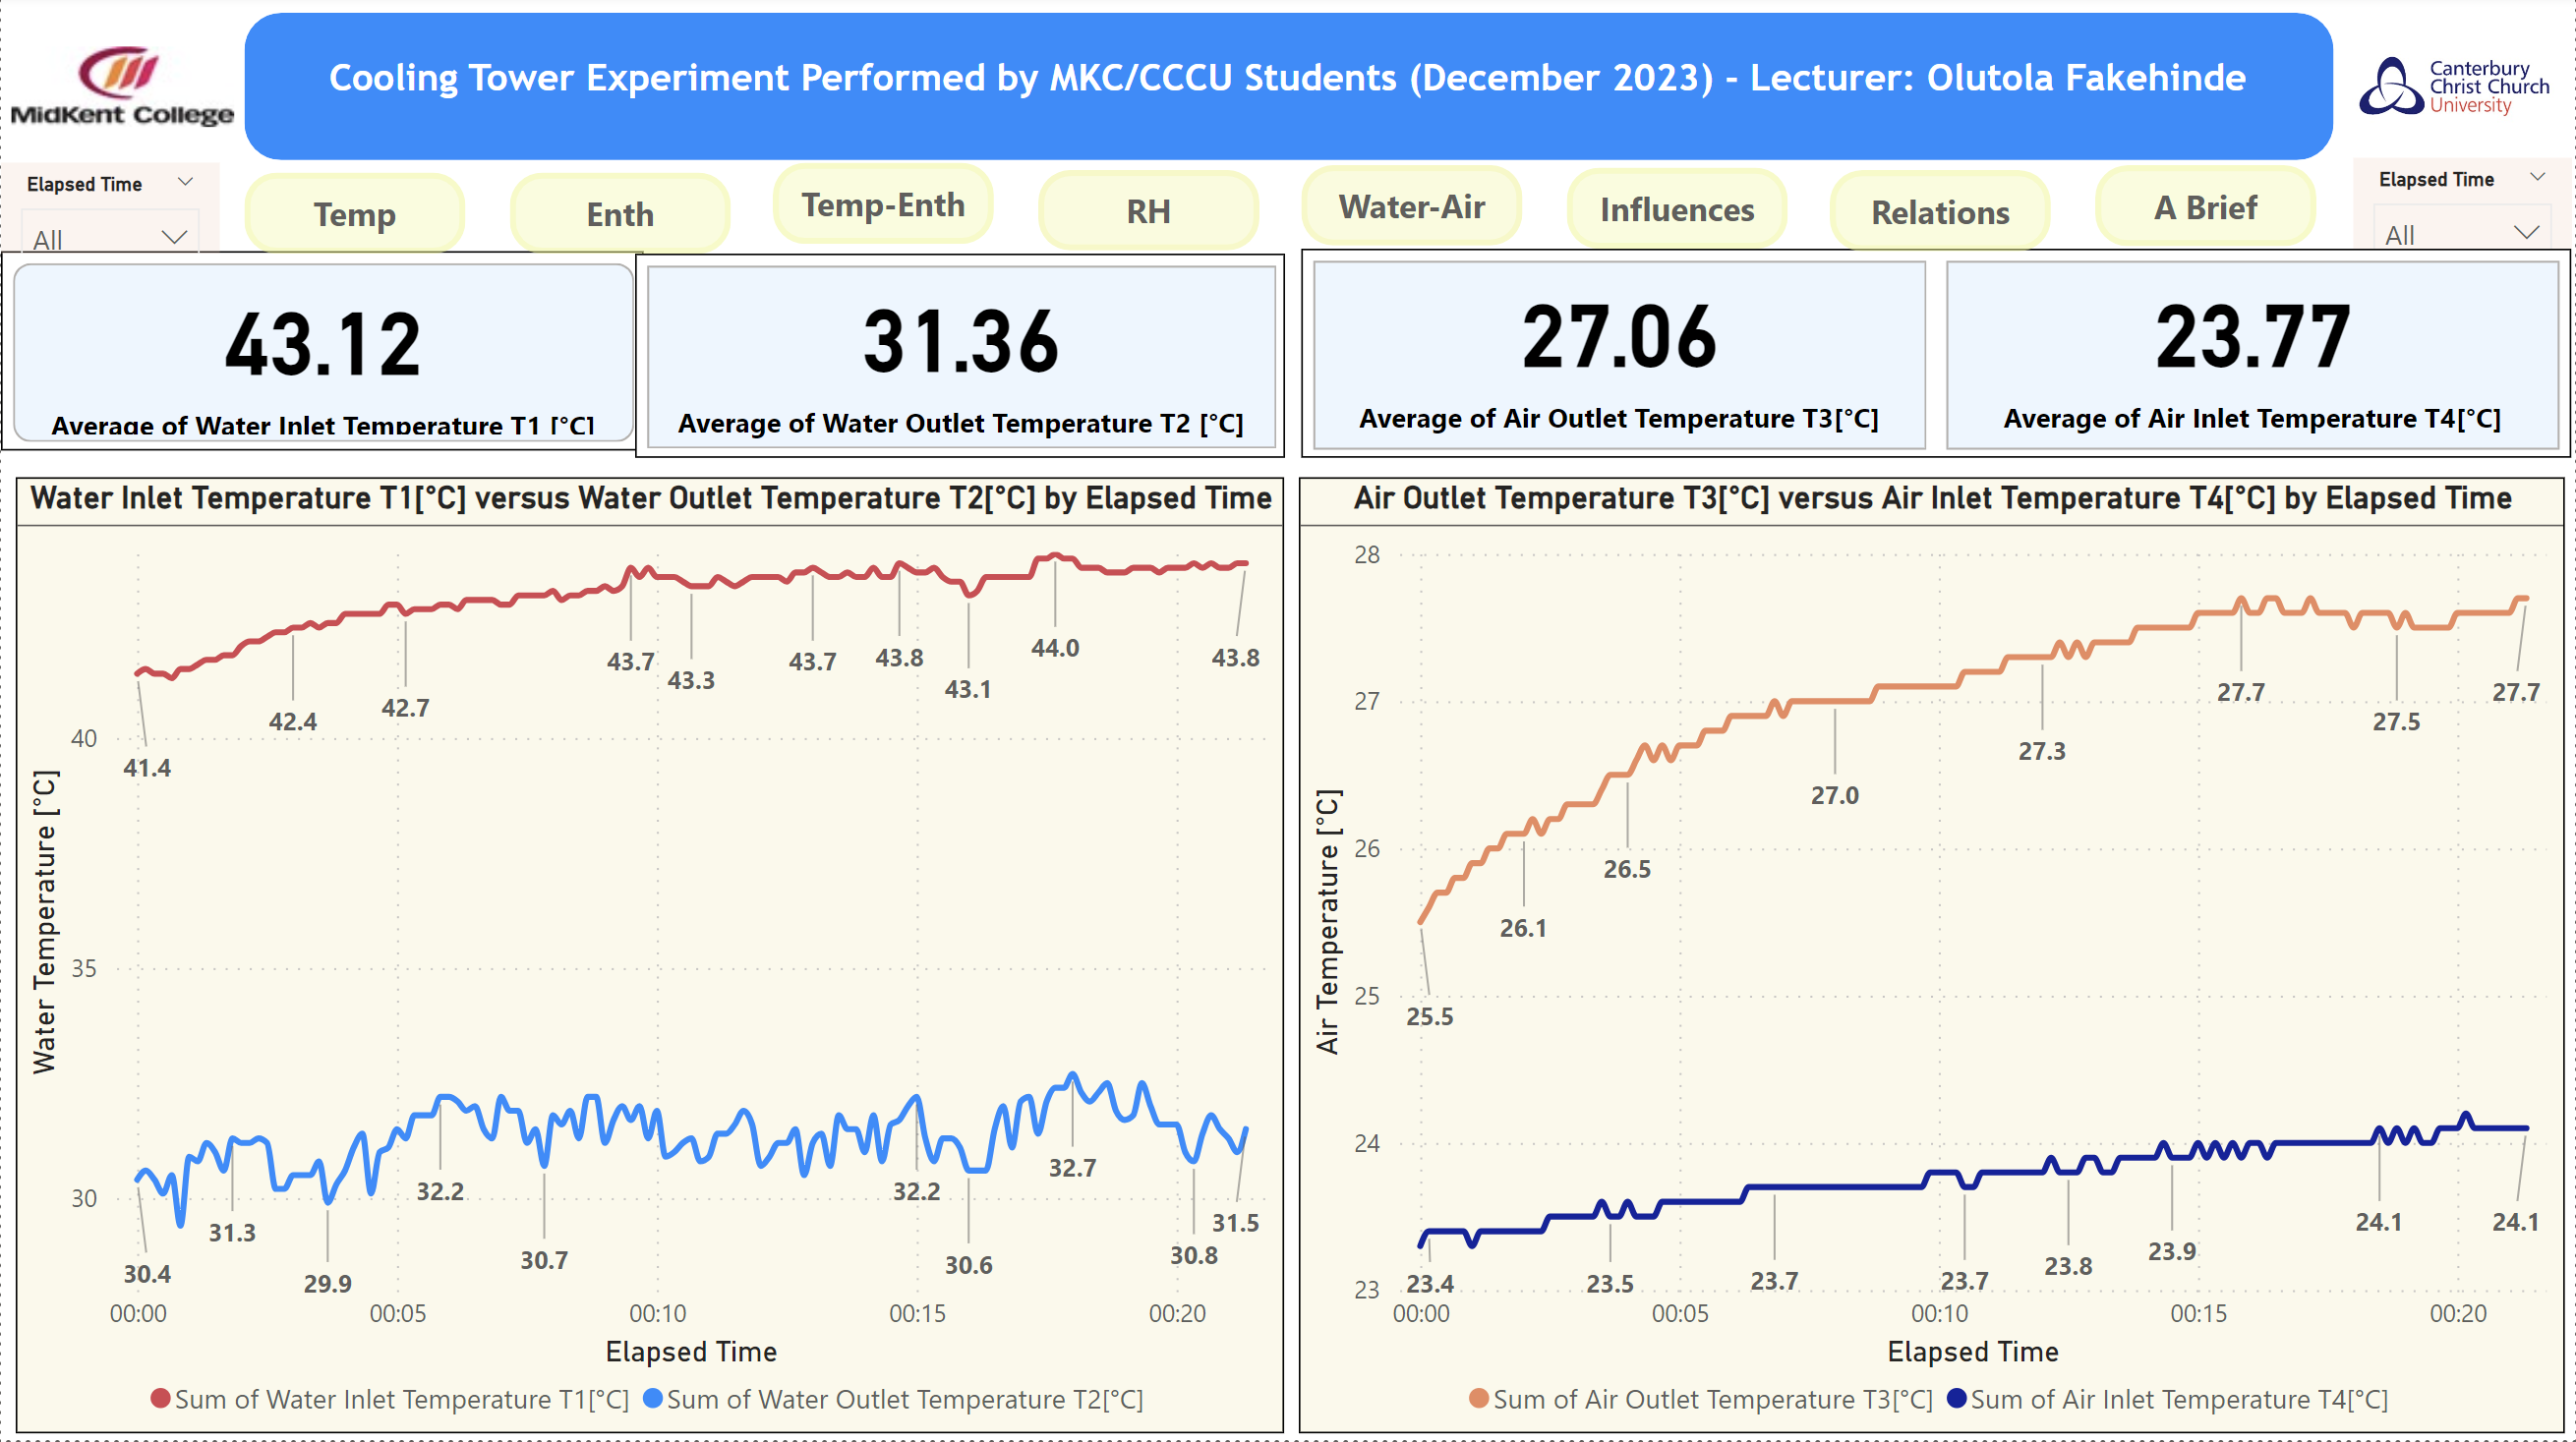 MidKent College
Cooling Tower Experiment Performed by MKC/CCCU Students (December 2023) - Lecturer: Olutola Fakehinde
Canterbury
Christ Church
University
Elapsed Time
All
Temp
Enth
Temp-Enth
RH
Water-Air
Influences
Relations
A Brief
Elapsed Time
All
43.12
Average of Water Inlet Temperature T1 [°C]
31.36
Average of Water Outlet Temperature T2 [°C]
27.06
Average of Air Outlet Temperature T3[°C]
23.77
Average of Air Inlet Temperature T4[°C]
Water Inlet Temperature T1[°C] versus Water Outlet Temperature T2[°C] by Elapsed Time
Water Temperature [°C]
40
35
30
41.4
42.4
42.7
43.7
43.3
43.7
43.8
43.1
44.0
43.8
30.4
31.3
29.9
32.2
30.7
32.2
30.6
32.7
30.8
31.5
00:00
00:05
00:10
00:15
00:20
Elapsed Time
Sum of Water Inlet Temperature T1[°C]
Sum of Water Outlet Temperature T2[°C]
Air Outlet Temperature T3[°C] versus Air Inlet Temperature T4[°C] by Elapsed Time
Air Temperature [°C]
28
27
26
25
24
23
25.5
26.1
26.5
27.0
27.3
27.7
27.5
27.7
23.4
23.5
23.7
23.7
23.8
23.9
24.1
24.1
00:00
00:05
00:10
00:15
00:20
Elapsed Time
Sum of Air Outlet Temperature T3[°C]
Sum of Air Inlet Temperature T4[°C]